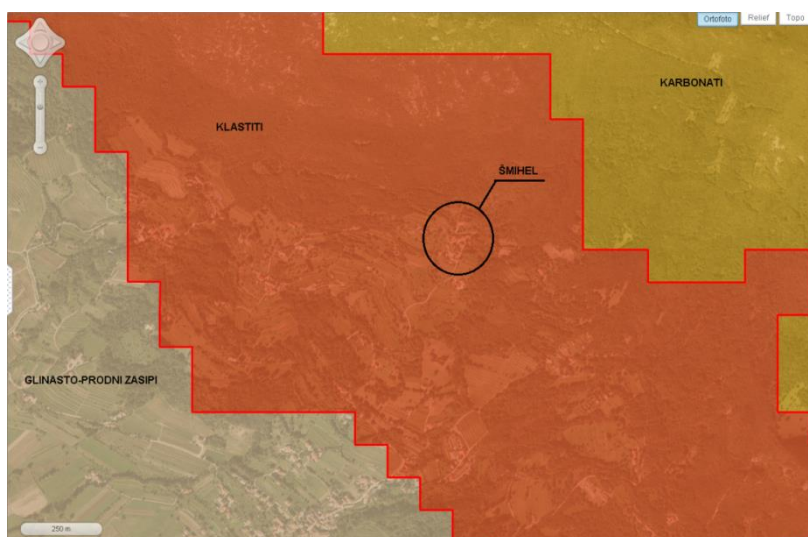 Ortofoto Relief Topo
KARBONATI
KLASTITI
ŠMIHEL
GLINASTO-PRODNI ZASIPI
250 m